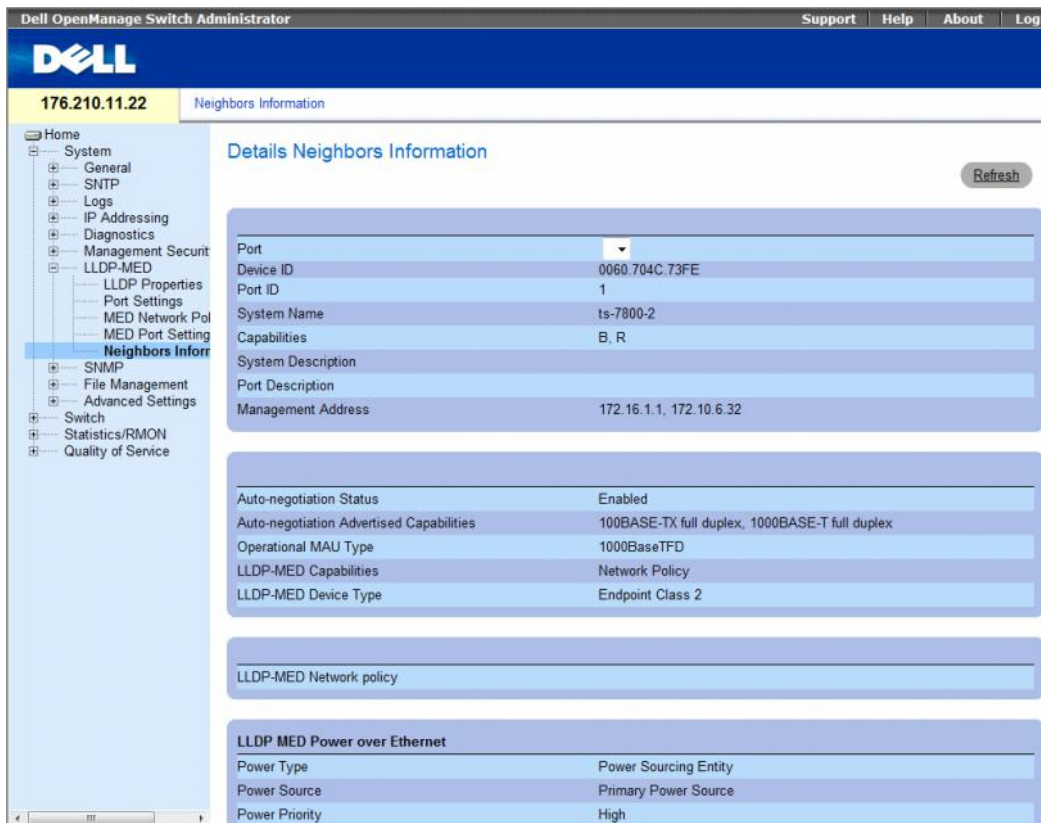 Dell OpenManage Switch Administrator
Support Help About Log
DELL
176.210.11.22
Neighbors Information
Home
System
General
SNTP
Logs
IP Addressing
Diagnostics
Management Securit
LLDP-MED
LLDP Properties
Port Settings
MED Network Pol
MED Port Setting
Neighbors Inforr
SNMP
File Management
Advanced Settings
Switch
Statistics/RMON
Quality of Service
Details Neighbors Information
Refresh
Port
Device ID 0060.704C.73FE
Port ID 1
System Name ts-7800-2
Capabilities B, R
System Description
Port Description
Management Address 172.16.1.1, 172.10.6.32
Auto-negotiation Status Enabled
Auto-negotiation Advertised Capabilities 100BASE-TX full duplex, 1000BASE-T full duplex
Operational MAU Type 1000BaseTFD
LLDP-MED Capabilities Network Policy
LLDP-MED Device Type Endpoint Class 2
LLDP-MED Network policy
LLDP MED Power over Ethernet
Power Type Power Sourcing Entity
Power Source Primary Power Source
Power Priority High